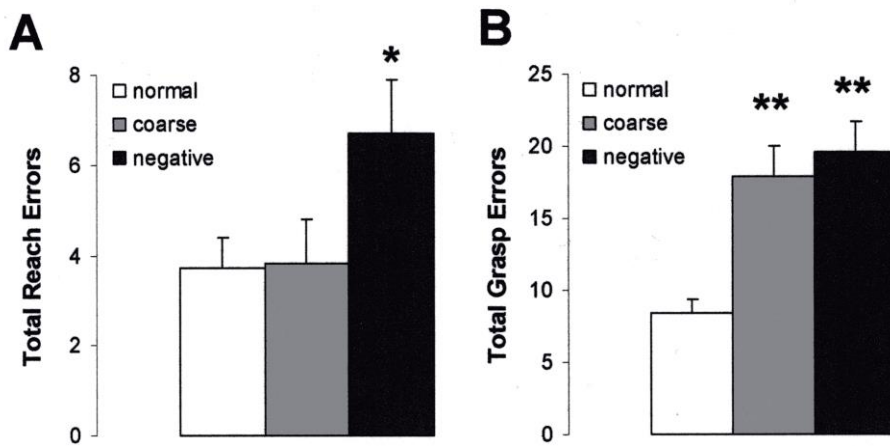 A
Total Reach Errors
8
6
4
2
0
normal
coarse
negative
*
B
Total Grasp Errors
25
20
15
10
5
0
normal
coarse
negative
**
**